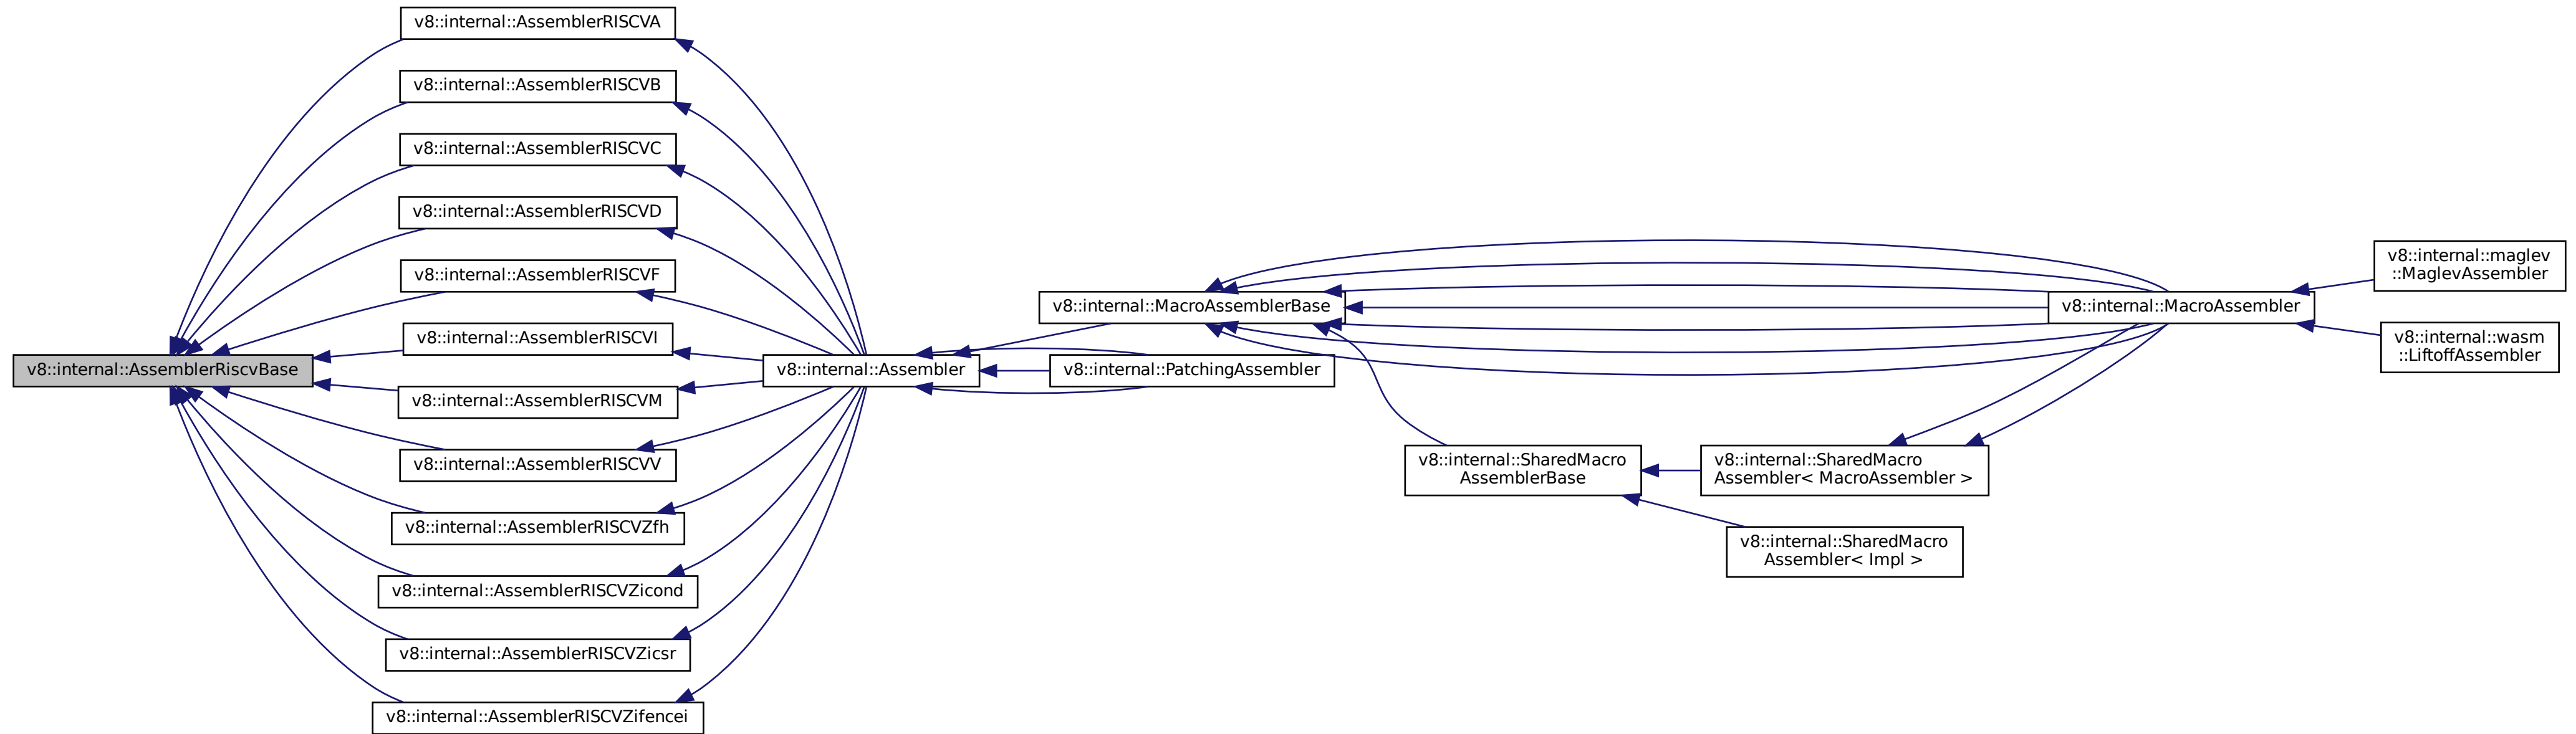 v8::internal::AssemblerRiscvBase
v8::internal::AssemblerRISCVA
v8::internal::AssemblerRISCVB
v8::internal::AssemblerRISCVC
v8::internal::AssemblerRISCVD
v8::internal::AssemblerRISCVF
v8::internal::AssemblerRISCVI
v8::internal::AssemblerRISCVM
v8::internal::AssemblerRISCVV
v8::internal::AssemblerRISCVZfh
v8::internal::AssemblerRISCVZicond
v8::internal::AssemblerRISCVZicsr
v8::internal::AssemblerRISCVZifencei
v8::internal::Assembler
v8::internal::MacroAssemblerBase
v8::internal::PatchingAssembler
v8::internal::SharedMacro
AssemblerBase
v8::internal::SharedMacro
Assembler< MacroAssembler >
v8::internal::SharedMacro
Assembler< Impl >
v8::internal::MacroAssembler
v8::internal::maglev
::MaglevAssembler
v8::internal::wasm
::LiftoffAssembler